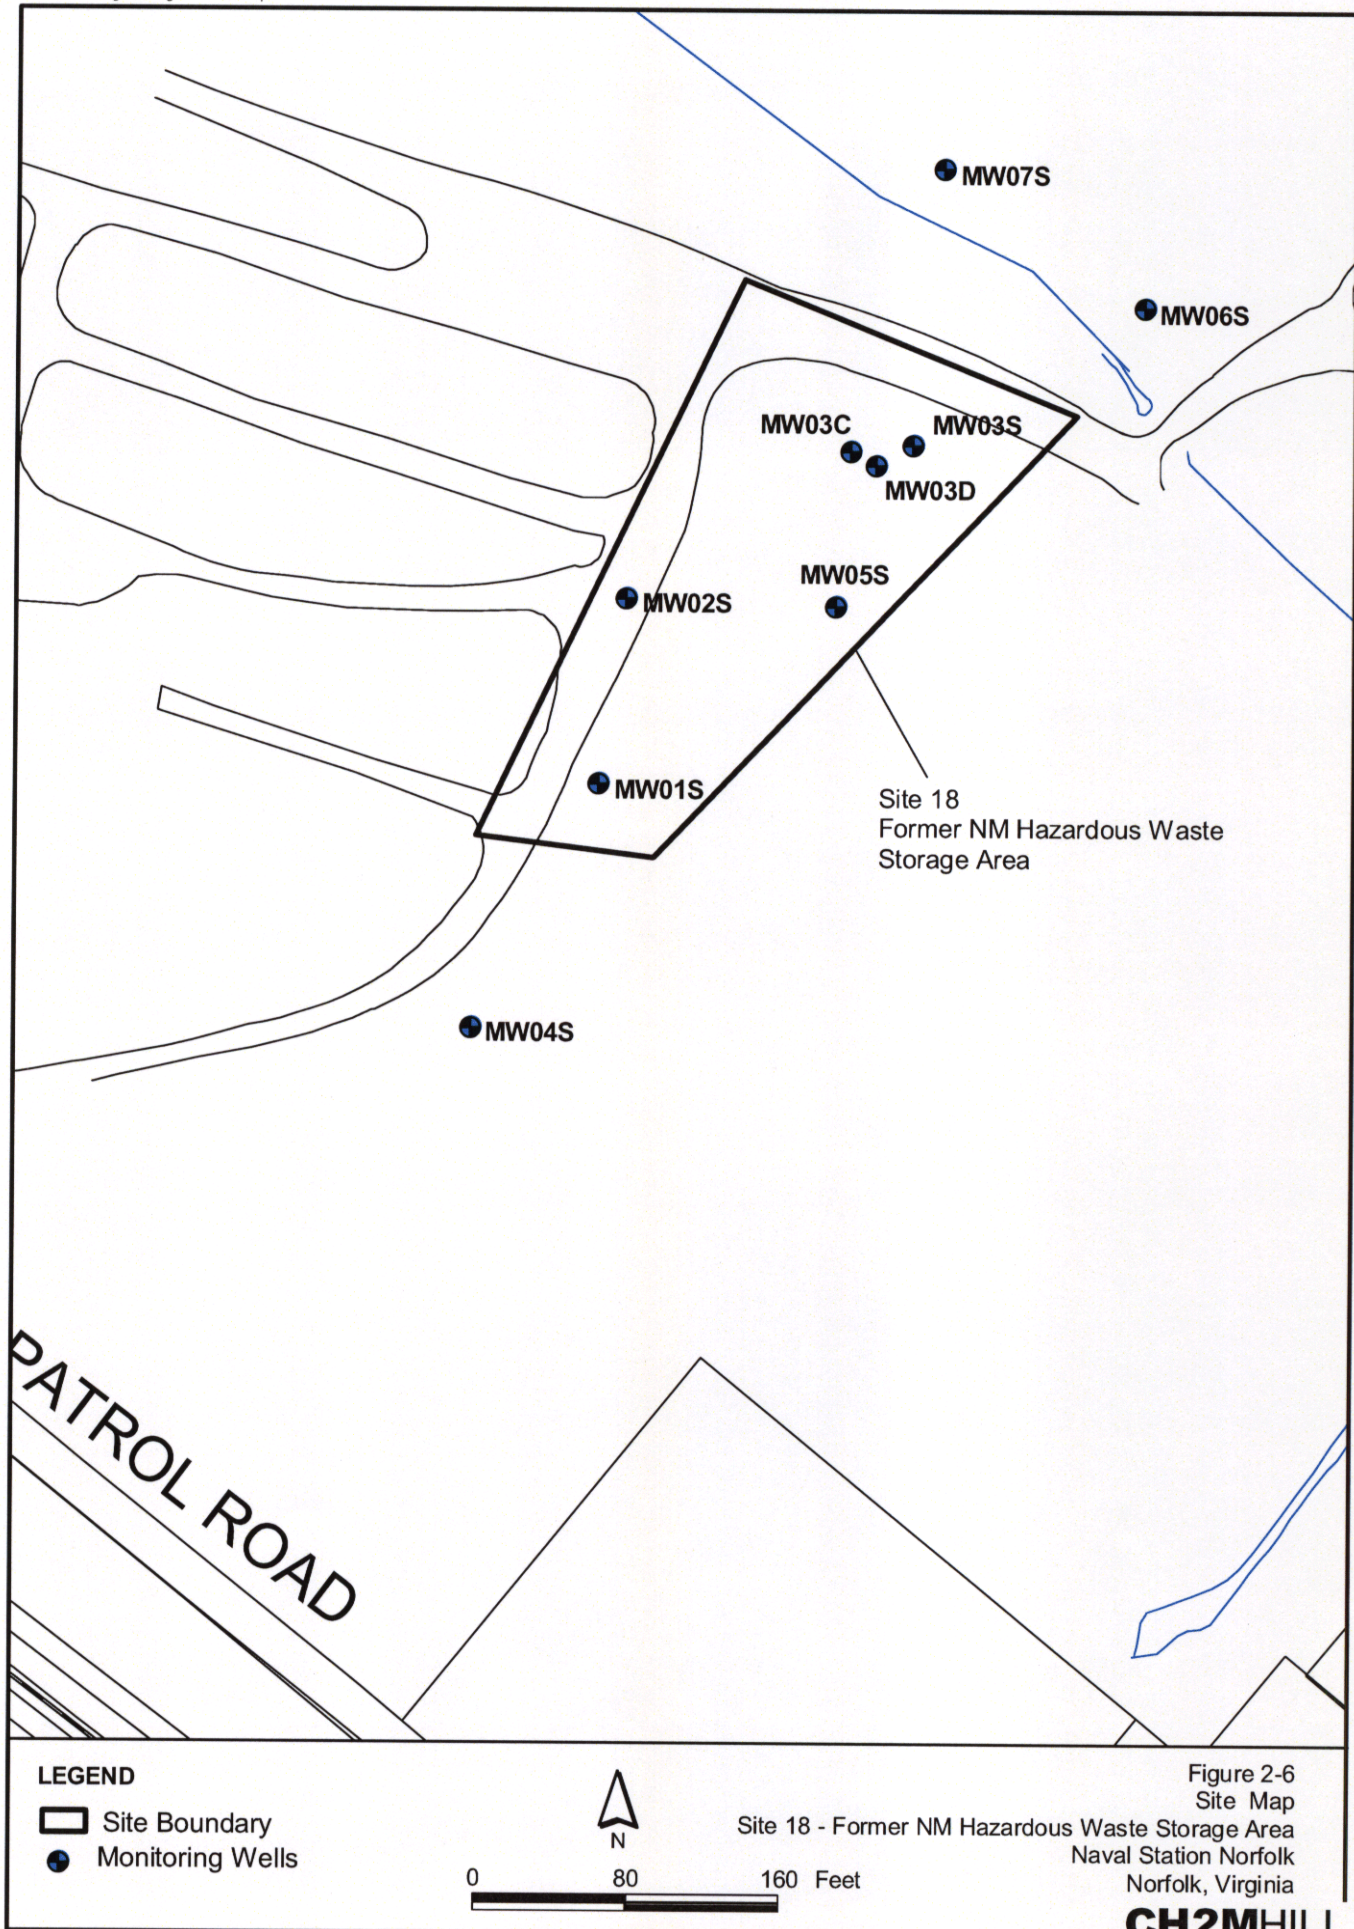 MW07S
MW06S
MW03C
MW03S
MW03D
MW05S
MW02S
MW01S
Site 18
Former NM Hazardous Waste
Storage Area
MW04S
PATROL ROAD
LEGEND
Site Boundary
Monitoring Wells
N
0 80 160 Feet
Figure 2-6
Site Map
Site 18 - Former NM Hazardous Waste Storage Area
Naval Station Norfolk
Norfolk, Virginia
CH2MHILL